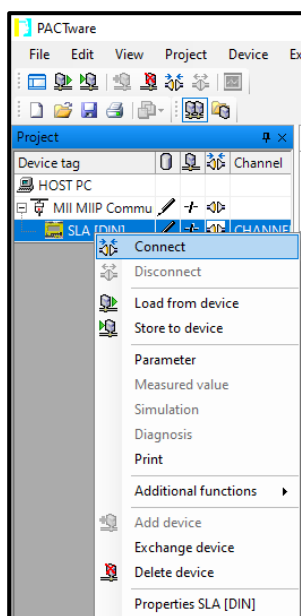 PACTware
File Edit View Project Device Ex
Project
Device tag Channel
HOST PC
MII MIIP Commu
SLA [DIN] CHANNE
Connect
Disconnect
Load from device
Store to device
Parameter
Measured value
Simulation
Diagnosis
Print
Additional functions
Add device
Exchange device
Delete device
Properties SLA [DIN]